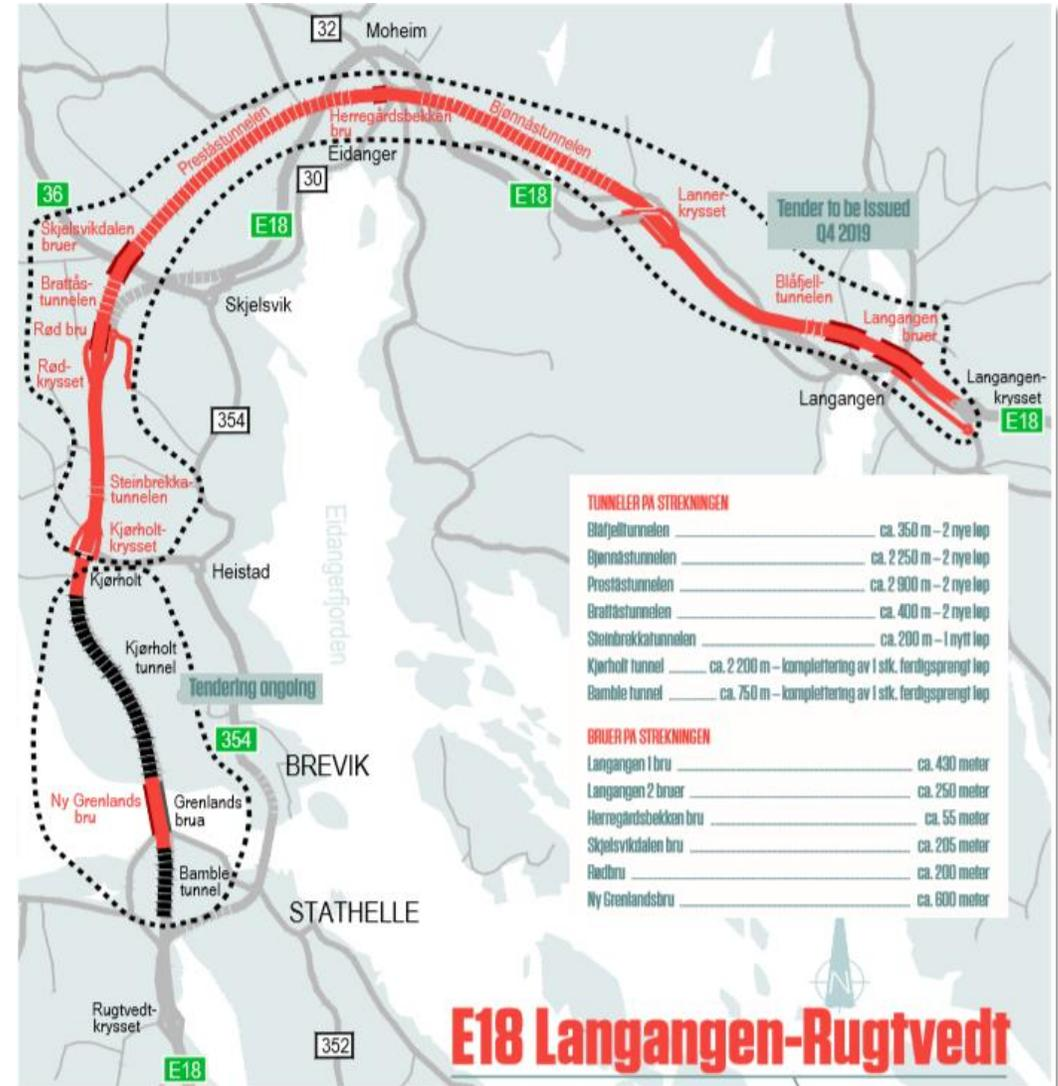 32
Moheim
Preståstunnelen
Herregårdsbekken
bru
Bjønnåstunnelen
Eidanger
30
36
E18
E18
Lanner-
krysset
Tender to be issued
Q4 2019
Skjelsvikdalen
bruer
Brattås-
tunnelen
Skjelsvik
Rød bru
Rød-
krysset
Blåfjell-
tunnelen
Langangen
bruer
Langangen
Langangen-
krysset
E18
354
Steinbrekka-
tunnelen
Kjørholt-
krysset
Kjørholt
Heistad
Eidangerfjorden
Kjørholt
tunnel
Tendering ongoing
354
BREVIK
Ny Grenlands
bru
Grenlands
brua
Bamble
tunnel
STATHELLE
Rugtvedt-
krysset
352
E18
TUNNELER PÅ STREKNINGEN
Blåfjelltunnelen ca. 350 m – 2 nye løp
Bjønnåstunnelen ca. 2 250 m – 2 nye løp
Preståstunnelen ca. 2 900 m – 2 nye løp
Brattåstunnelen ca. 400 m – 2 nye løp
Steinbrekkatunnelen ca. 200 m – 1 nytt løp
Kjørholt tunnel ca. 2 200 m – komplettering av 1 stk. ferdigsprengt løp
Bamble tunnel ca. 750 m – komplettering av 1 stk. ferdigsprengt løp
BRUER PÅ STREKNINGEN
Langangen 1 bru ca. 430 meter
Langangen 2 bruer ca. 250 meter
Herregårdsbekken bru ca. 55 meter
Skjelsvikdalen bru ca. 205 meter
Rødbru ca. 200 meter
Ny Grenlandsbru ca. 600 meter
N
E18 Langangen-Rugtvedt